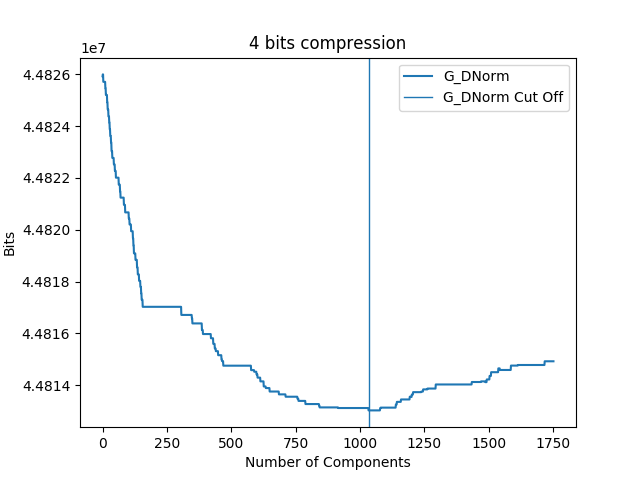 4 bits compression
1e7
G_DNorm
G_DNorm Cut Off
4.4826
4.4824
4.4822
4.4820
4.4818
4.4816
4.4814
Bits
0 250 500 750 1000 1250 1500 1750
Number of Components